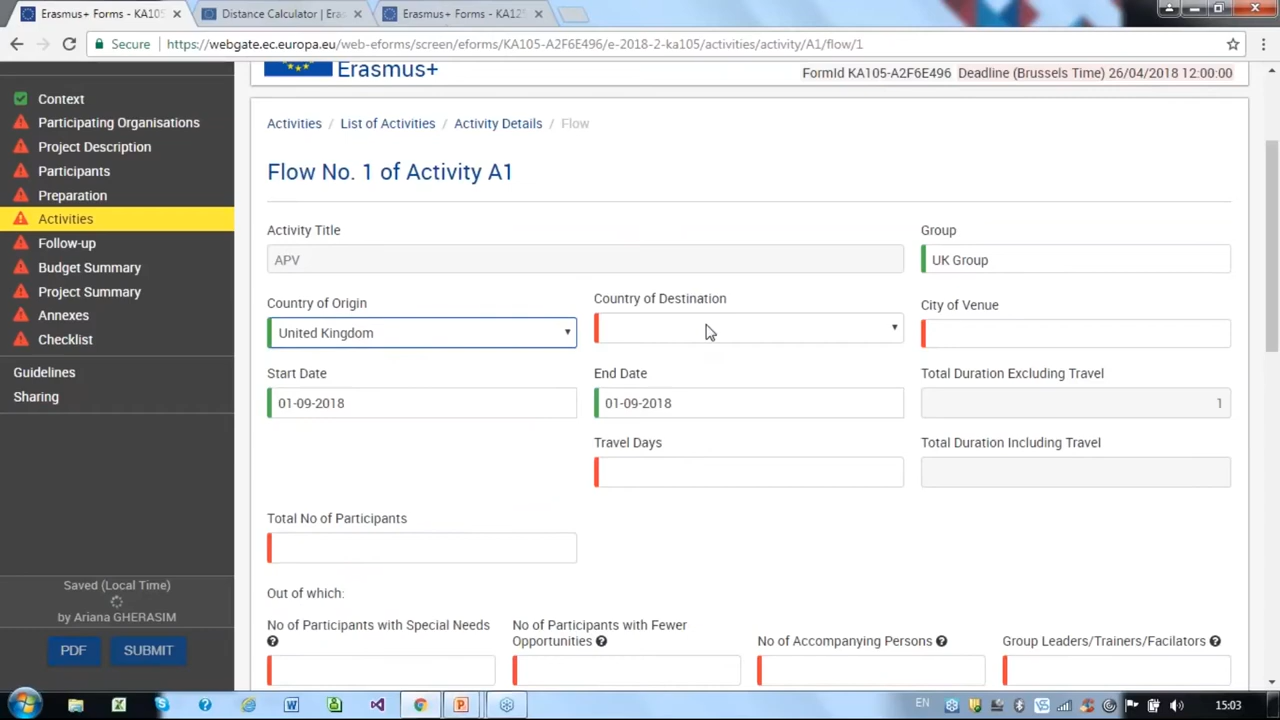 Erasmus+ Forms - KA105
Distance Calculator | Eras
Erasmus+ Forms - KA12
Secure
https://webgate.ec.europa.eu/web-eforms/screen/eforms/KA105-A2F6E496/e-2018-2-ka105/activities/activity/A1/flow/1
Erasmus+
FormId KA105-A2F6E496 Deadline (Brussels Time) 26/04/2018 12:00:00
Context
Participating Organisations
Project Description
Participants
Preparation
Activities
Follow-up
Budget Summary
Project Summary
Annexes
Checklist
Guidelines
Sharing
Saved (Local Time)
by Ariana GHERASIM
PDF
SUBMIT
Activities / List of Activities / Activity Details / Flow
Flow No. 1 of Activity A1
Activity Title
Group
APV
UK Group
Country of Origin
Country of Destination
City of Venue
United Kingdom
Start Date
End Date
Total Duration Excluding Travel
01-09-2018
01-09-2018
1
Travel Days
Total Duration Including Travel
Total No of Participants
Out of which:
No of Participants with Special Needs
No of Participants with Fewer
Opportunities
No of Accompanying Persons
Group Leaders/Trainers/Facilators
EN
15:03